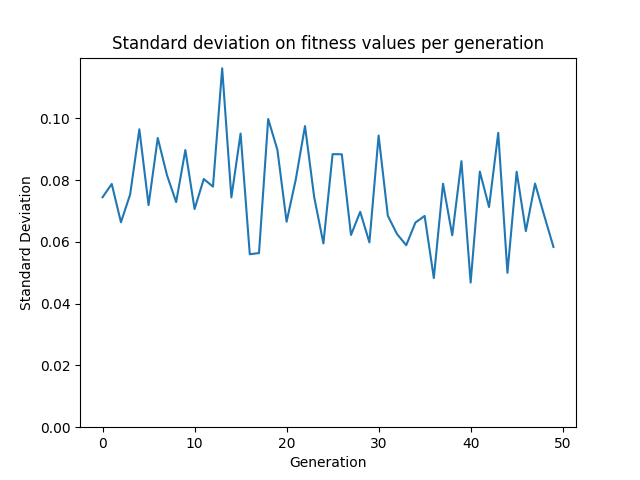 Standard deviation on fitness values per generation
0.10
0.08
0.06
0.04
0.02
0.00
Standard Deviation
0 10 20 30 40 50
Generation